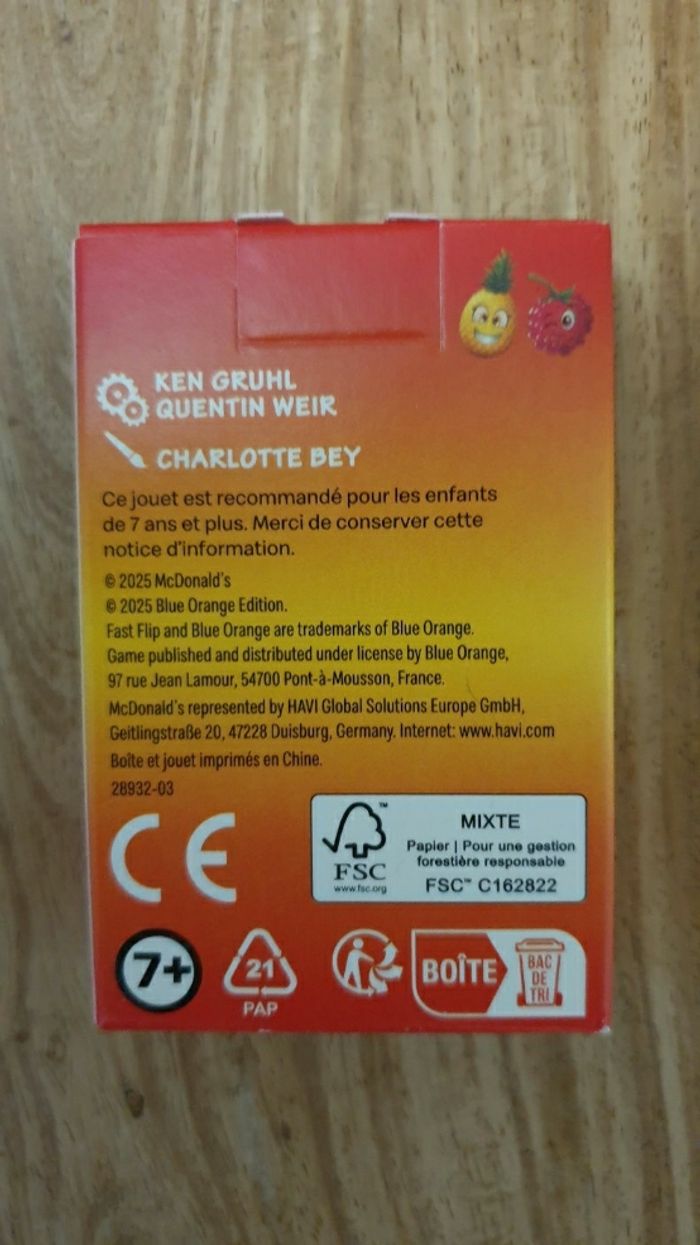 KEN GRUHL
QUENTIN WEIR
CHARLOTTE BEY
Ce jouet est recommandé pour les enfants
de 7 ans et plus. Merci de conserver cette
notice d'information.
© 2025 McDonald's
© 2025 Blue Orange Edition.
Fast Flip and Blue Orange are trademarks of Blue Orange.
Game published and distributed under license by Blue Orange,
97 rue Jean Lamour, 54700 Pont-à-Mousson, France.
McDonald's represented by HAVI Global Solutions Europe GmbH,
Geitlingstraße 20, 47228 Duisburg, Germany. Internet: www.havi.com
Boîte et jouet imprimés en Chine.
28932-03
CE
FSC
www.fsc.org
™
MIXTE
Papier | Pour une gestion
forestière responsable
FSC™ C162822
7+
21
PAP
BOÎTE
BAC
DE
TRI